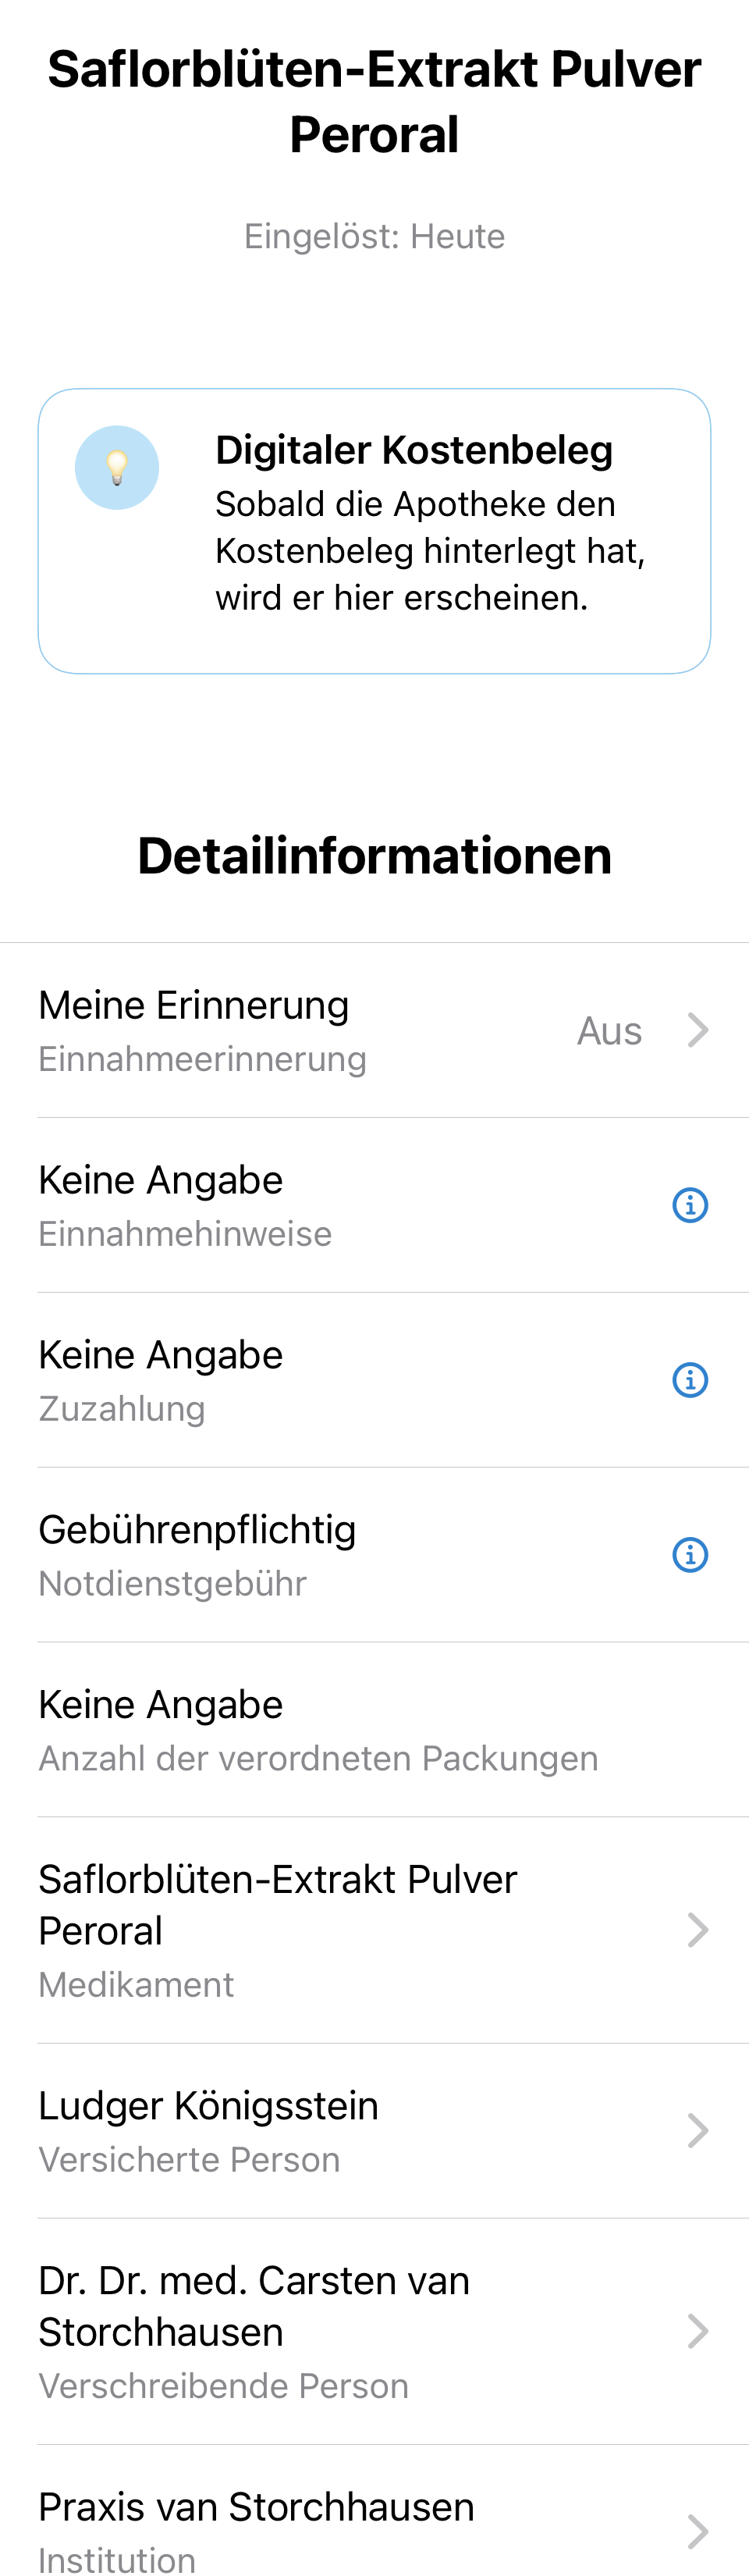 Saflorblüten-Extrakt Pulver
Peroral
Eingelöst: Heute
Digitaler Kostenbeleg
Sobald die Apotheke den
Kostenbeleg hinterlegt hat,
wird er hier erscheinen.
Detailinformationen
Meine Erinnerung
Aus
Einnahmeerinnerung
Keine Angabe
Einnahmehinweise
Keine Angabe
Zuzahlung
Gebührenpflichtig
Notdienstgebühr
Keine Angabe
Anzahl der verordneten Packungen
Saflorblüten-Extrakt Pulver
Peroral
Medikament
Ludger Königsstein
Versicherte Person
Dr. Dr. med. Carsten van
Storchhausen
Verschreibende Person
Praxis van Storchhausen
Institution